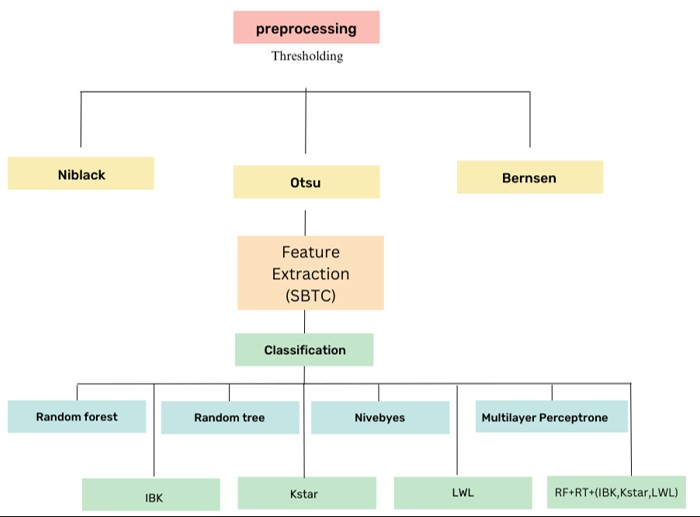 preprocessing
Thresholding
Niblack
Otsu
Bernsen
Feature
Extraction
(SBTC)
Classification
Random forest
Random tree
Nivebyes
Multilayer Perceptrone
IBK
Kstar
LWL
RF+RT+(IBK,Kstar,LWL)